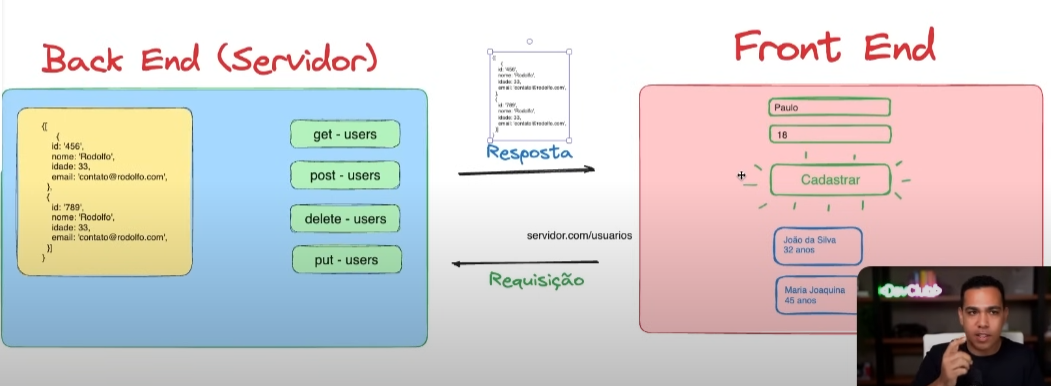 Back End (Servidor)
{[
{
id: '456',
nome: 'Rodolfo',
idade: 33,
email: 'contato@rodolfo.com',
},
{
id: '789',
nome: 'Rodolfo',
idade: 33,
email: 'contato@rodolfo.com',
}]
}
get - users
post - users
delete - users
put - users
{[
{
id: '456',
nome: 'Rodolfo',
idade: 33,
email: 'contato@rodolfo.com',
}
{
id: '789',
nome: 'Rodolfo',
idade: 33,
email: 'contato@rodolfo.com',
}]
Resposta
servidor.com/usuarios
Requisição
Front End
Paulo
18
Cadastrar
João da Silva
32 anos
Maria Joaquina
45 anos
<DevClub>